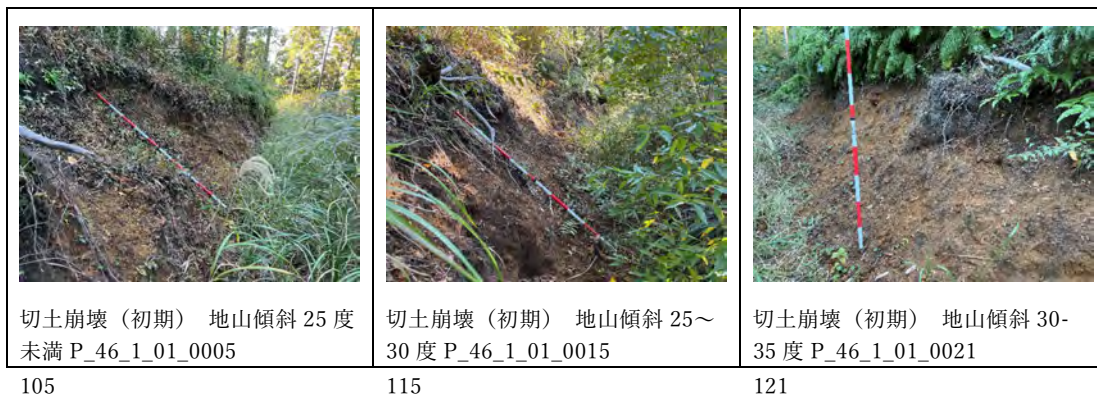 切土崩壊（初期） 地山傾斜 25 度
未満 P_46_1_01_0005
切土崩壊（初期） 地山傾斜 25～
30 度 P_46_1_01_0015
切土崩壊（初期） 地山傾斜 30-
35 度 P_46_1_01_0021
105
115
121